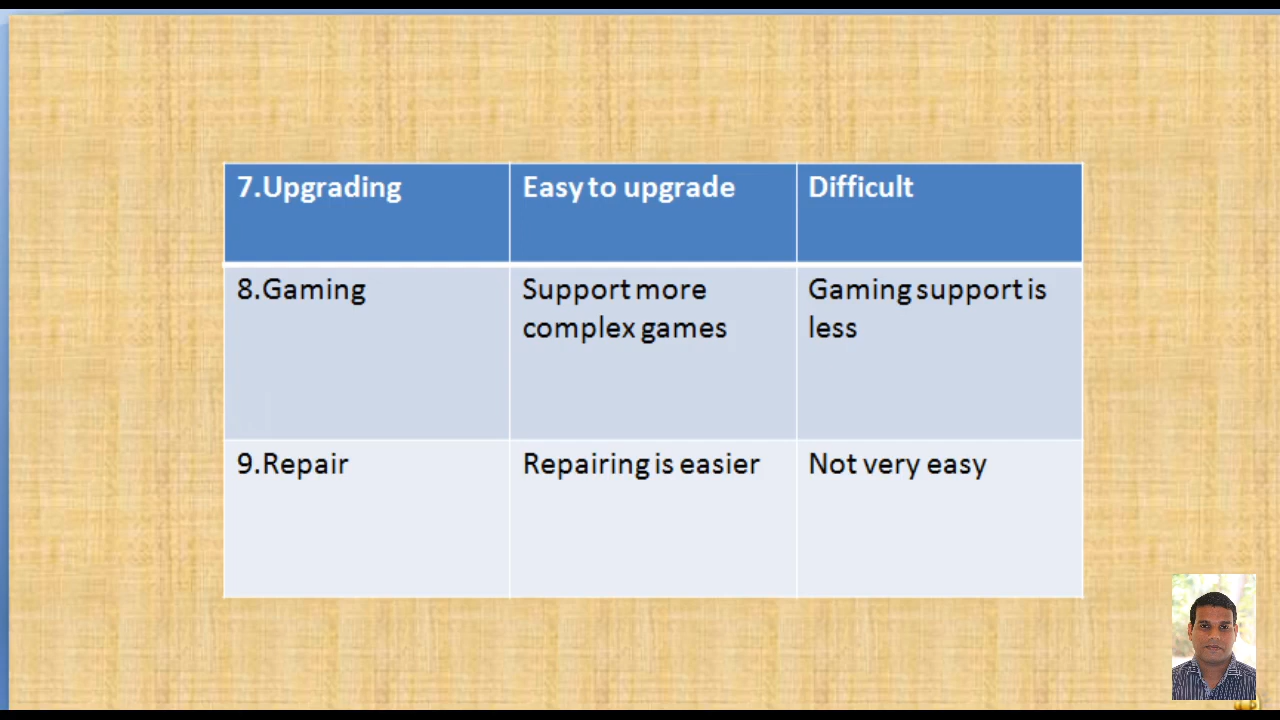 7.Upgrading
Easy to upgrade
Difficult
8.Gaming
Support more
complex games
Gaming support is
less
9.Repair
Repairing is easier
Not very easy